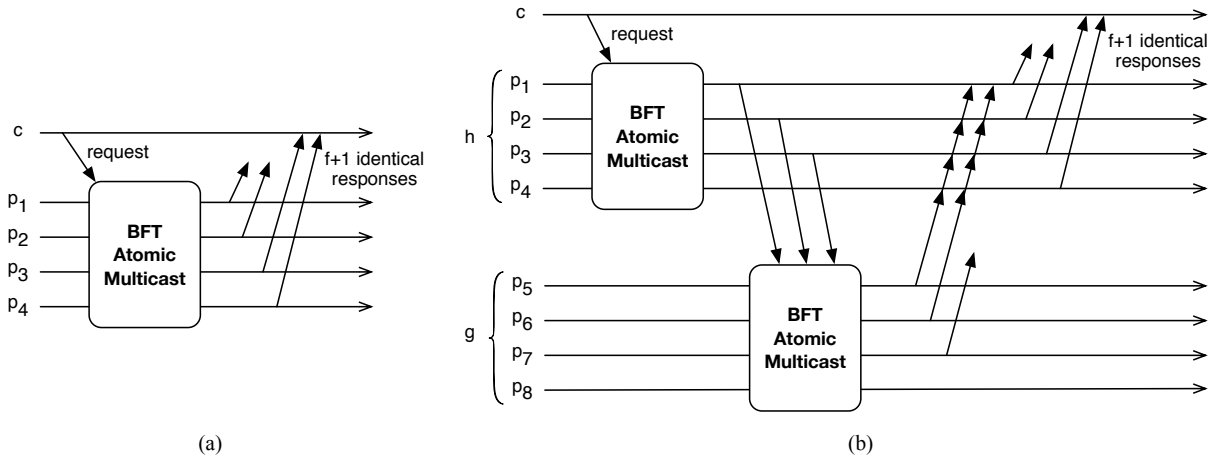 c
request
f+1 identical
responses
p1
p2
p3
p4
BFT
Atomic
Multicast
(a)
c
request
f+1 identical
responses
h
p1
p2
p3
p4
BFT
Atomic
Multicast
g
p5
p6
p7
p8
BFT
Atomic
Multicast
(b)